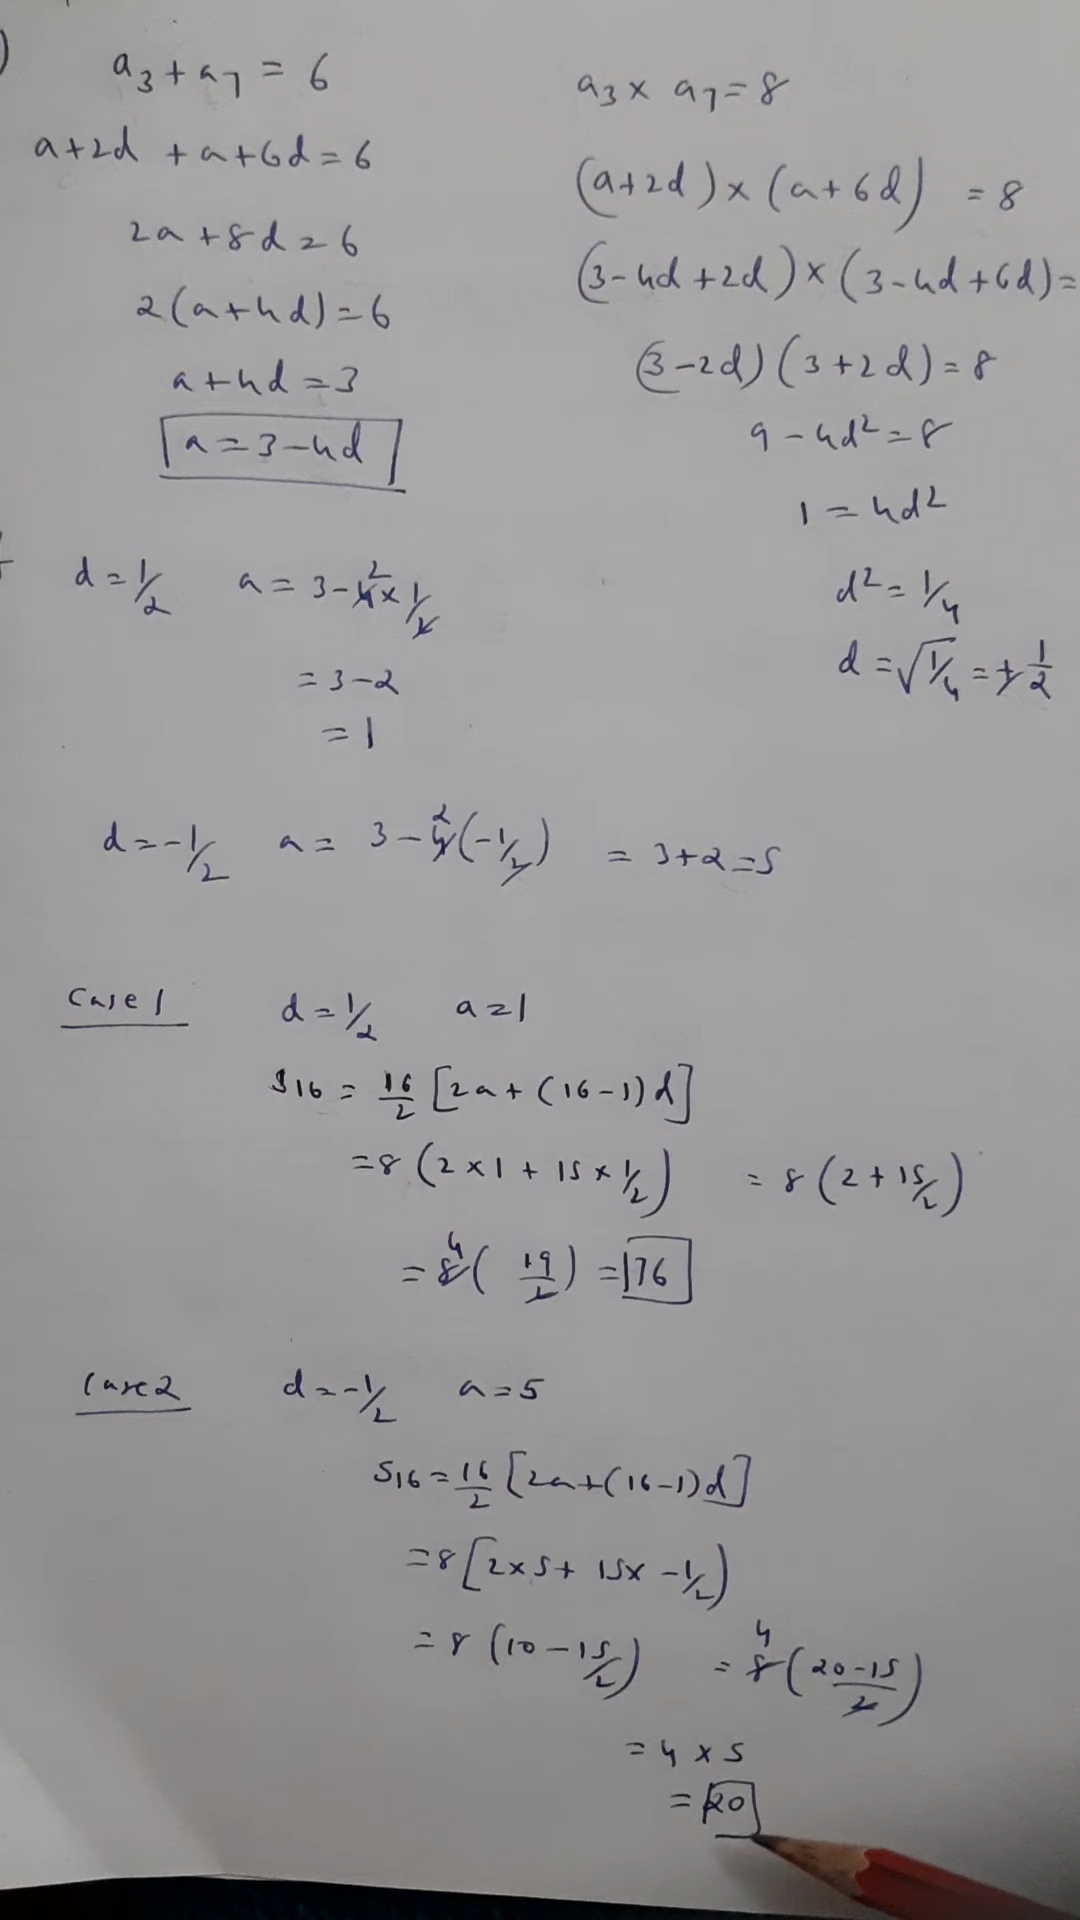 )
a3 + a7 = 6
a+2d + a+6d = 6
2a+8d = 6
2(a+4d) = 6
a+4d = 3
a = 3-4d
a3 × a7 = 8
(a+2d) × (a+6d) = 8
(3-4d+2d) × (3-4d+6d) =
(3-2d)(3+2d) = 8
9 - 4d² = 8
1 = 4d²
d² = 1/4
d = √1/4 = ±1/2
d = 1/2 a = 3 - 4 2 × 1/2
= 3-2
= 1
d = -1/2 a = 3 - 4 2 (-1/2) = 3+2 = 5
Case 1 d = 1/2 a = 1
S16 = 16/2 [2a + (16-1)d]
= 8 (2×1 + 15 × 1/2) = 8 (2 + 15/2)
= 8 4 (19/2) = 76
Case 2 d = -1/2 a = 5
S16 = 16/2 [2a+(16-1)d]
= 8 [2×5 + 15× -1/2)
= 8 (10 - 15/2) = 8 4 (20-15/2)
= 4 × 5
= 20